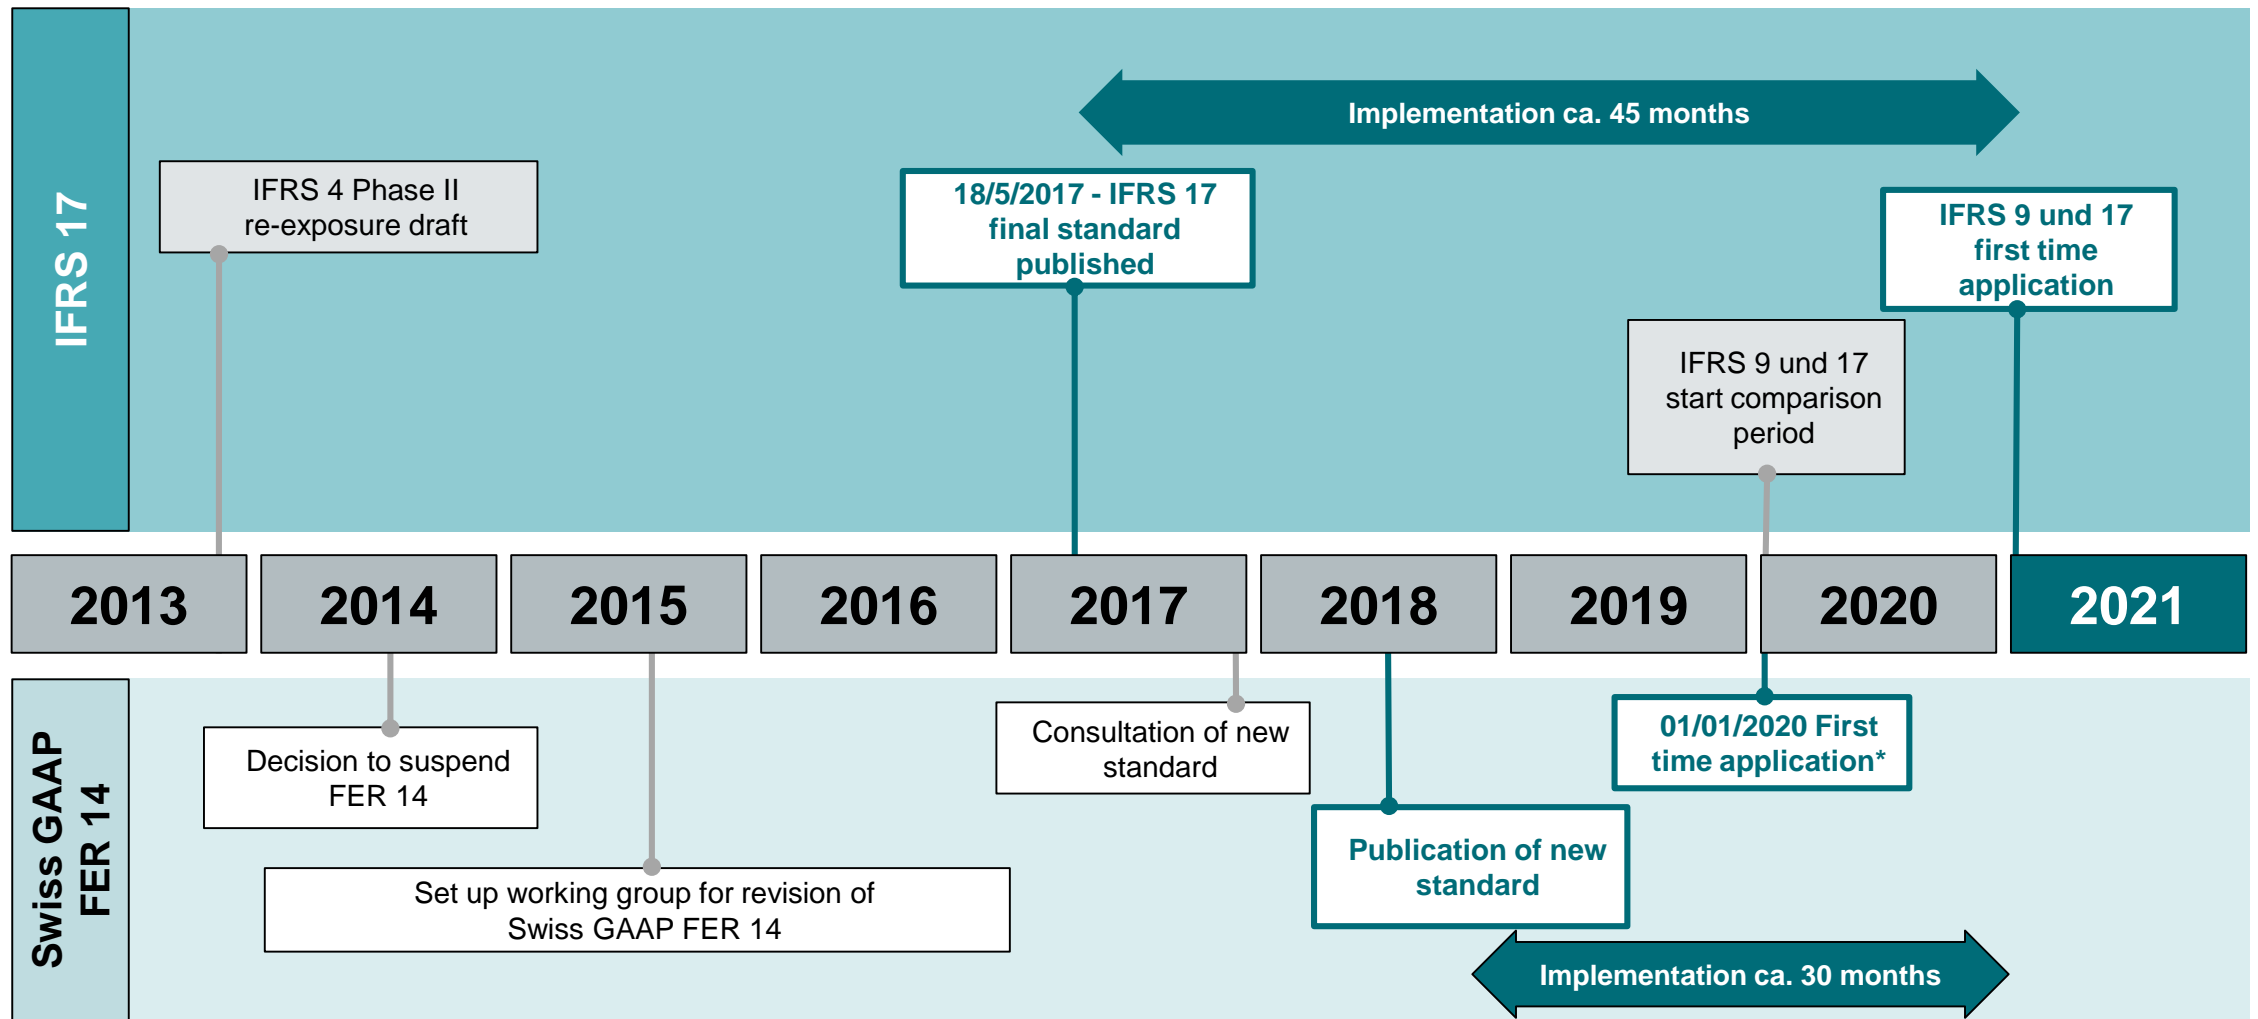 IFRS 17
Implementation ca. 45 months
IFRS 4 Phase II
re-exposure draft
18/5/2017 - IFRS 17
final standard
published
IFRS 9 und 17
first time
application
IFRS 9 und 17
start comparison
period
2013
2014
2015
2016
2017
2018
2019
2020
2021
Swiss GAAP
FER 14
Decision to suspend
FER 14
Set up working group for revision of
Swiss GAAP FER 14
Consultation of new
standard
Publication of new
standard
01/01/2020 First
time application*
Implementation ca. 30 months